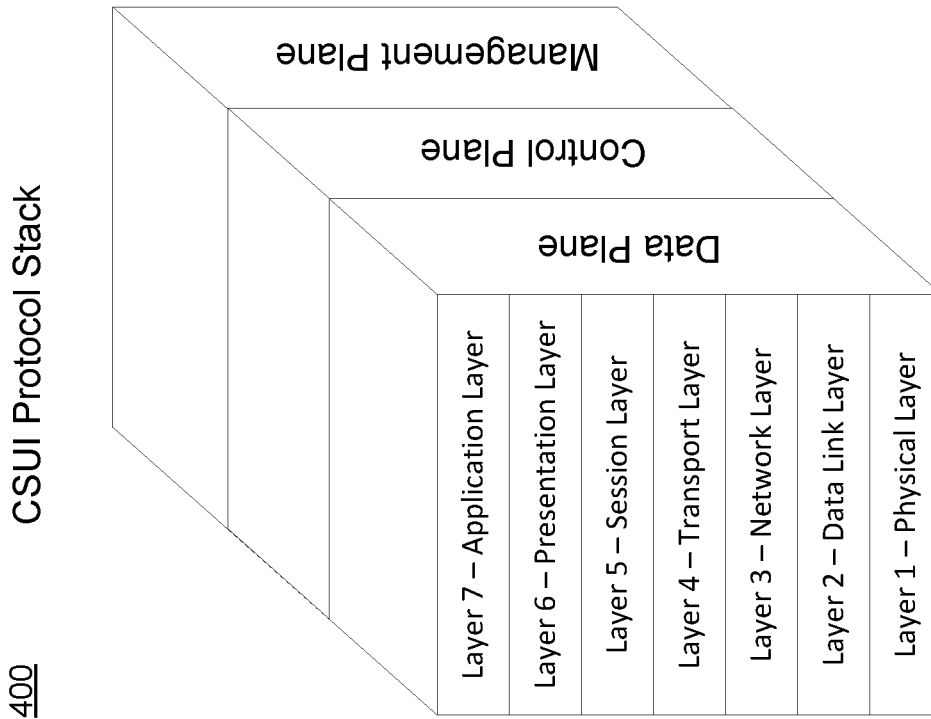 400
CSUI Protocol Stack
Management Plane
Control Plane
Data Plane
Layer 7 – Application Layer
Layer 6 – Presentation Layer
Layer 5 – Session Layer
Layer 4 – Transport Layer
Layer 3 – Network Layer
Layer 2 – Data Link Layer
Layer 1 – Physical Layer